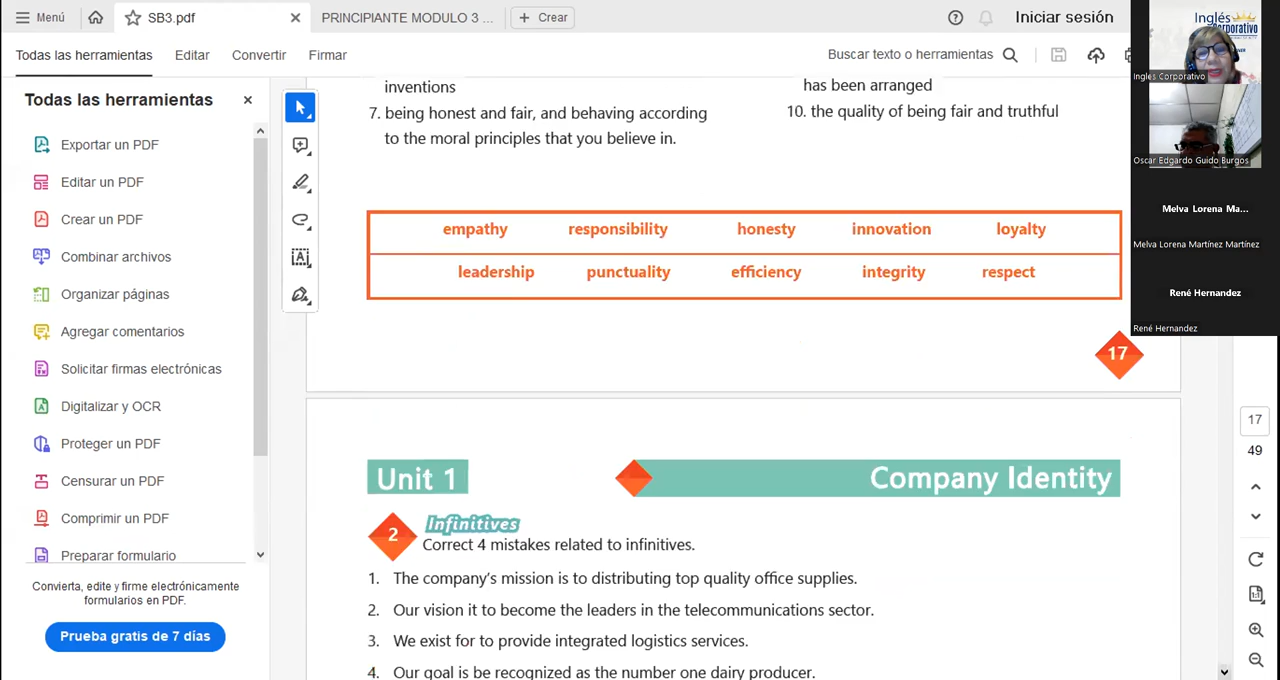 Menú
SB3.pdf
PRINCIPIANTE MODULO 3 ...
Crear
Iniciar sesión
Todas las herramientas
Editar
Convertir
Firmar
Buscar texto o herramientas
Todas las herramientas
Exportar un PDF
Editar un PDF
Crear un PDF
Combinar archivos
Organizar páginas
Agregar comentarios
Solicitar firmas electrónicas
Digitalizar y OCR
Proteger un PDF
Censurar un PDF
Comprimir un PDF
Preparar formulario
Convierta, edite y firme electrónicamente
formularios en PDF.
Prueba gratis de 7 días
inventions
7. being honest and fair, and behaving according
to the moral principles that you believe in.
has been arranged
10. the quality of being fair and truthful
empathy responsibility honesty innovation loyalty
leadership punctuality efficiency integrity respect
17
Unit 1
Company Identity
2
Infinitives
Correct 4 mistakes related to infinitives.
1. The company's mission is to distributing top quality office supplies.
2. Our vision it to become the leaders in the telecommunications sector.
3. We exist for to provide integrated logistics services.
4. Our goal is be recognized as the number one dairy producer.
Inglés
Corporativo
Ingles Corporativo
Oscar Edgardo Guido Burgos
Melva Lorena Ma...
Melva Lorena Martínez Martínez
René Hernandez
René Hernandez
17
49